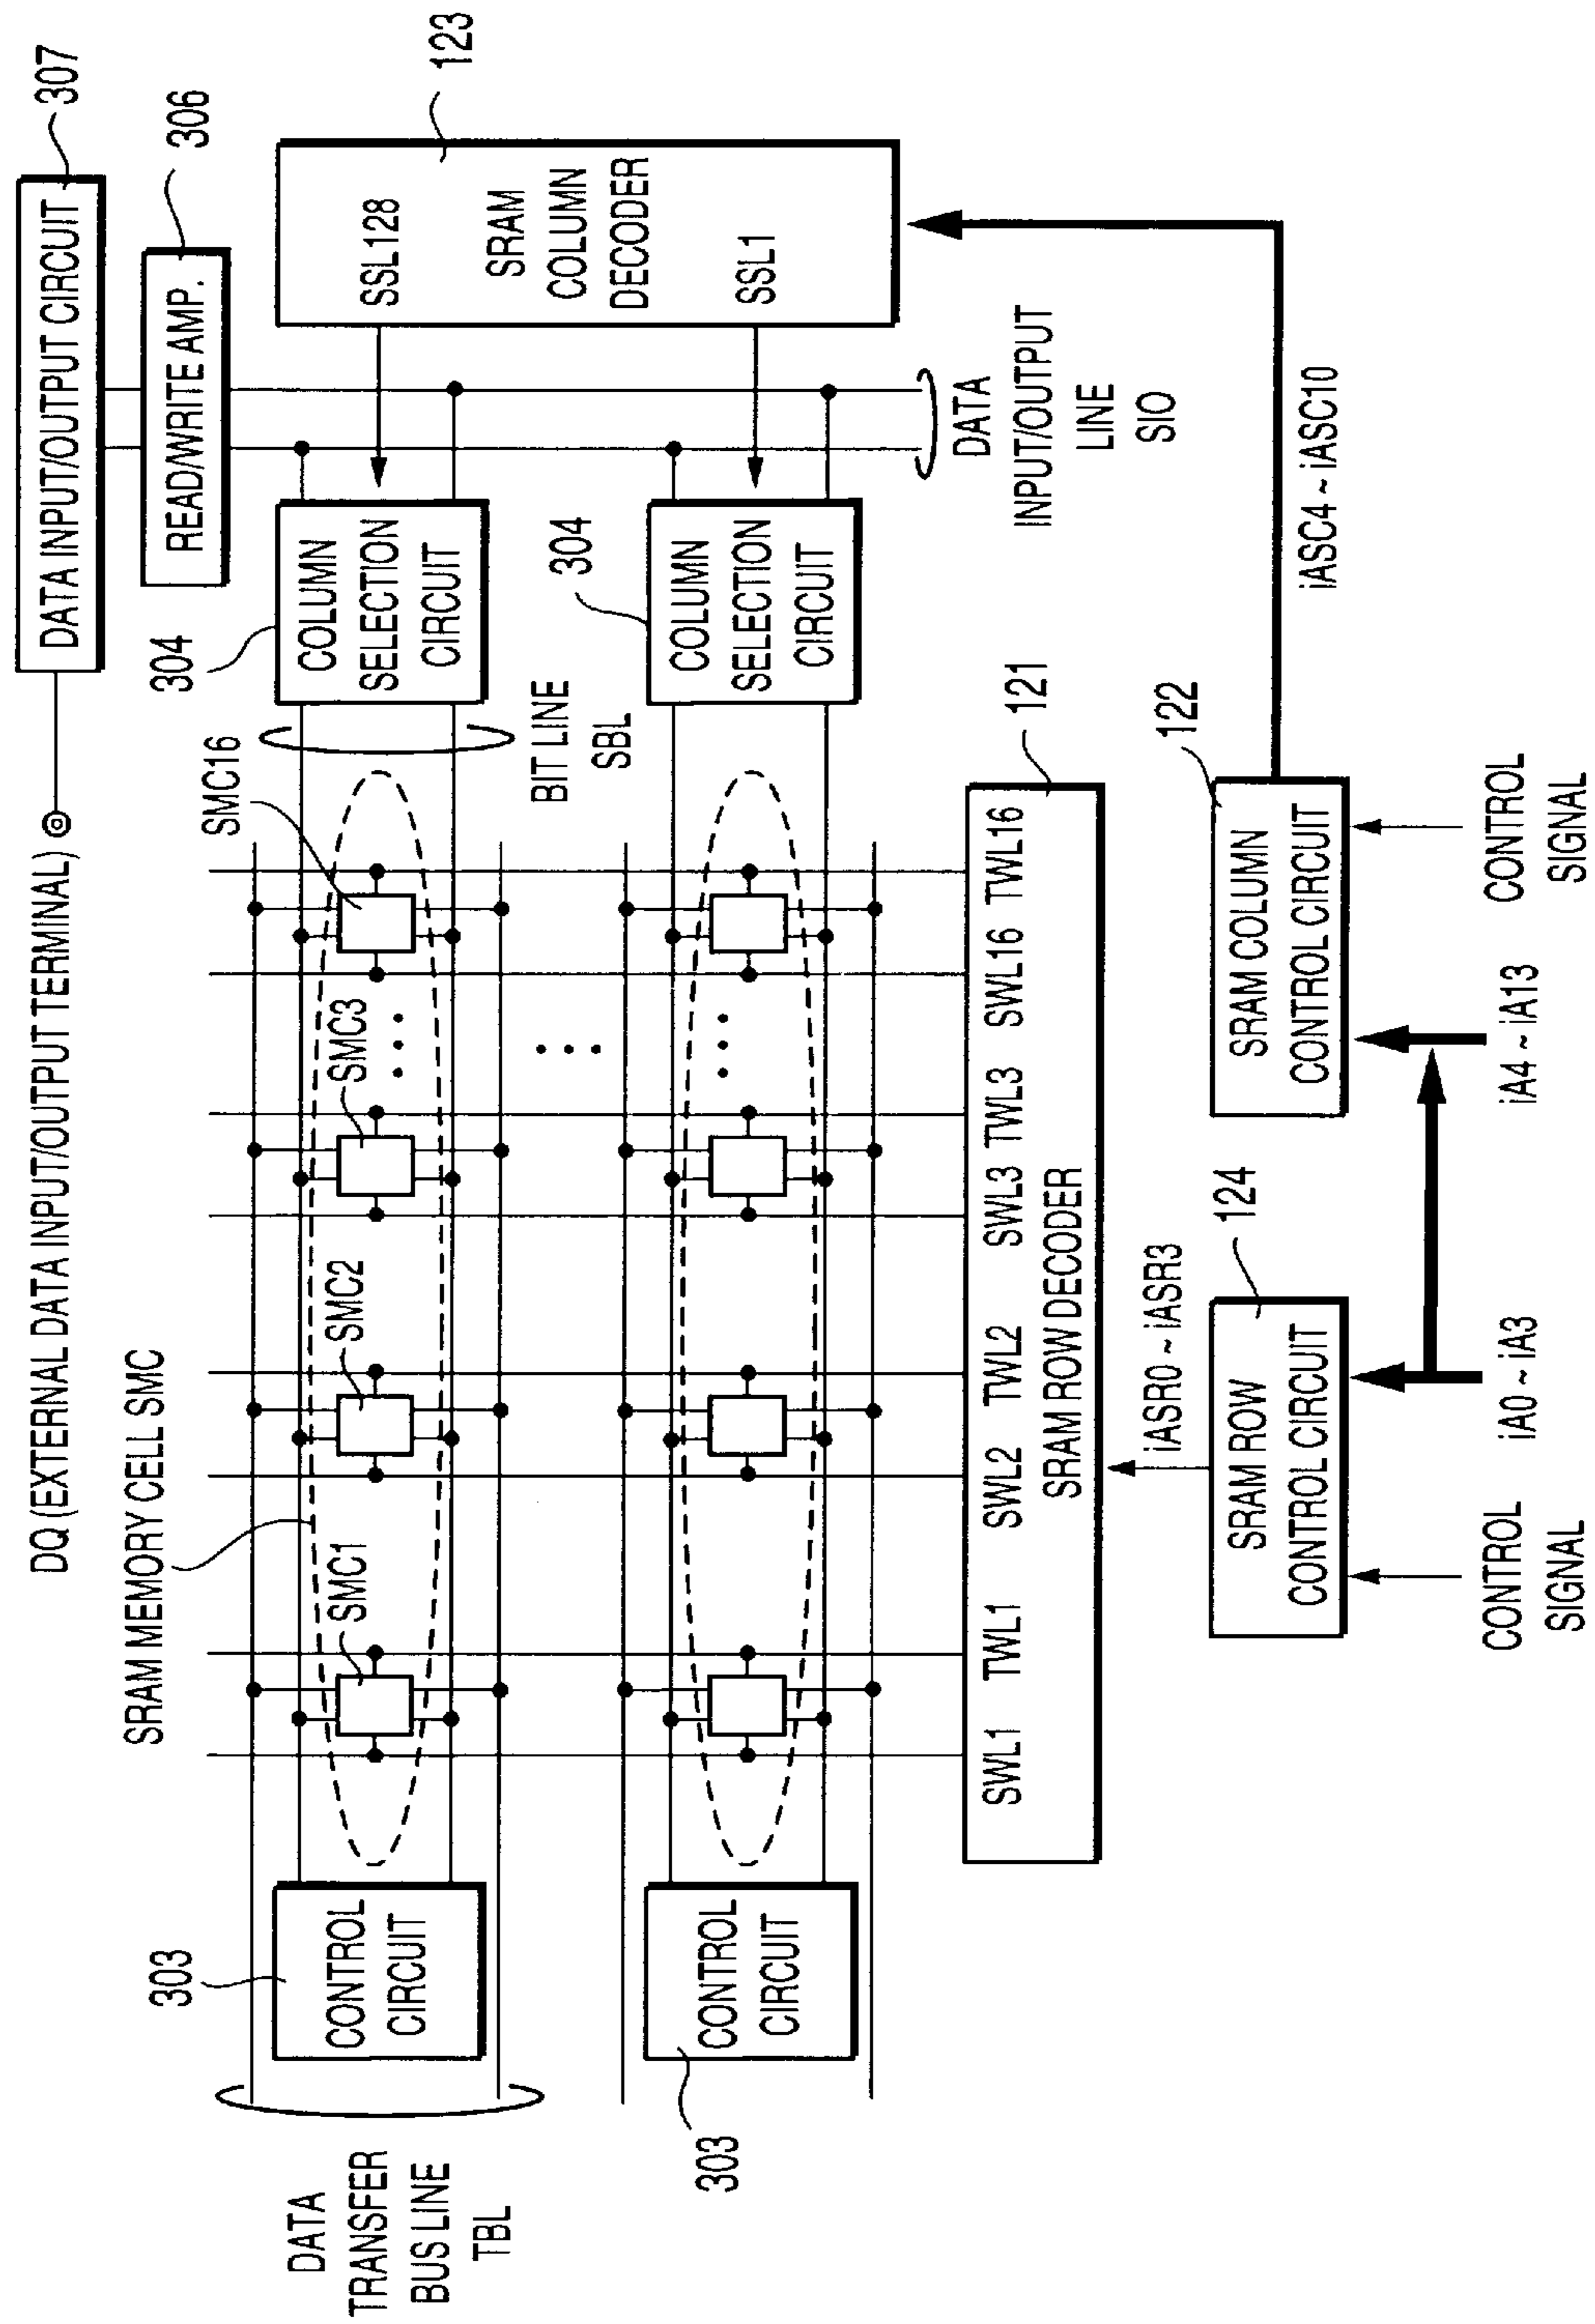 DQ (EXTERNAL DATA INPUT/OUTPUT TERMINAL)
DATA INPUT/OUTPUT CIRCUIT
307
READ/WRITE AMP.
306
SRAM MEMORY CELL SMC
SMC1
SMC2
SMC3
SMC16
304
123
303
CONTROL
CIRCUIT
COLUMN
SELECTION
CIRCUIT
SSL128
SRAM
COLUMN
DECODER
SSL1
DATA
TRANSFER
BUS LINE
TBL
BIT LINE
SBL
304
303
CONTROL
CIRCUIT
COLUMN
SELECTION
CIRCUIT
DATA
INPUT/OUTPUT
LINE
SIO
121
SWL1 TWL1 SWL2 TWL2 SWL3 TWL3 SWL16 TWL16
SRAM ROW DECODER
iASR0 ~ iASR3
124
122
SRAM ROW
CONTROL CIRCUIT
SRAM COLUMN
CONTROL CIRCUIT
iASC4 ~ iASC10
CONTROL
SIGNAL
iA0 ~ iA3
iA4 ~ iA13
CONTROL
SIGNAL